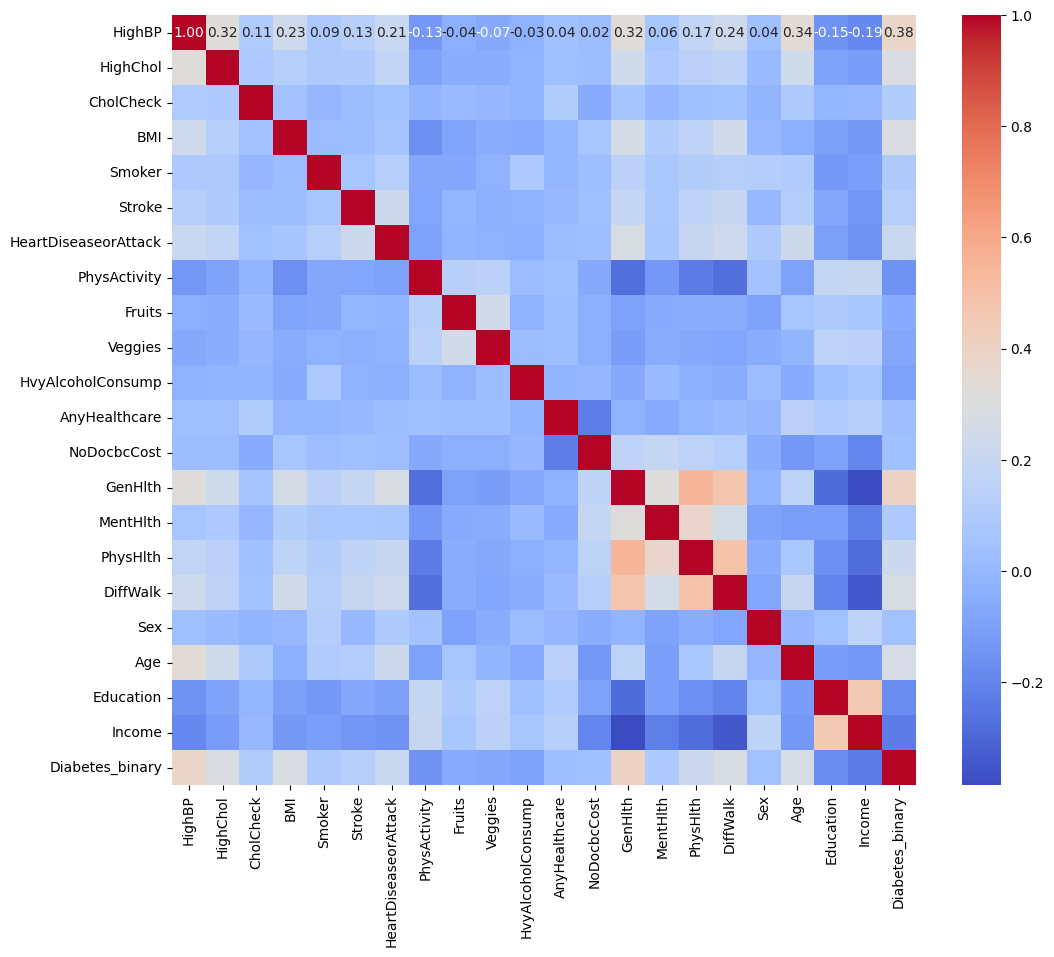 HighBP 1.00 0.32 0.11 0.23 0.09 0.13 0.21 -0.13 -0.04 -0.07 -0.03 0.04 0.02 0.32 0.06 0.17 0.24 0.04 0.34 -0.15 -0.19 0.38
HighChol
CholCheck
BMI
Smoker
Stroke
HeartDiseaseorAttack
PhysActivity
Fruits
Veggies
HvyAlcoholConsump
AnyHealthcare
NoDocbcCost
GenHlth
MentHlth
PhysHlth
DiffWalk
Sex
Age
Education
Income
Diabetes_binary
HighBP
HighChol
CholCheck
BMI
Smoker
Stroke
HeartDiseaseorAttack
PhysActivity
Fruits
Veggies
HvyAlcoholConsump
AnyHealthcare
NoDocbcCost
GenHlth
MentHlth
PhysHlth
DiffWalk
Sex
Age
Education
Income
Diabetes_binary
1.0
0.8
0.6
0.4
0.2
0.0
−0.2